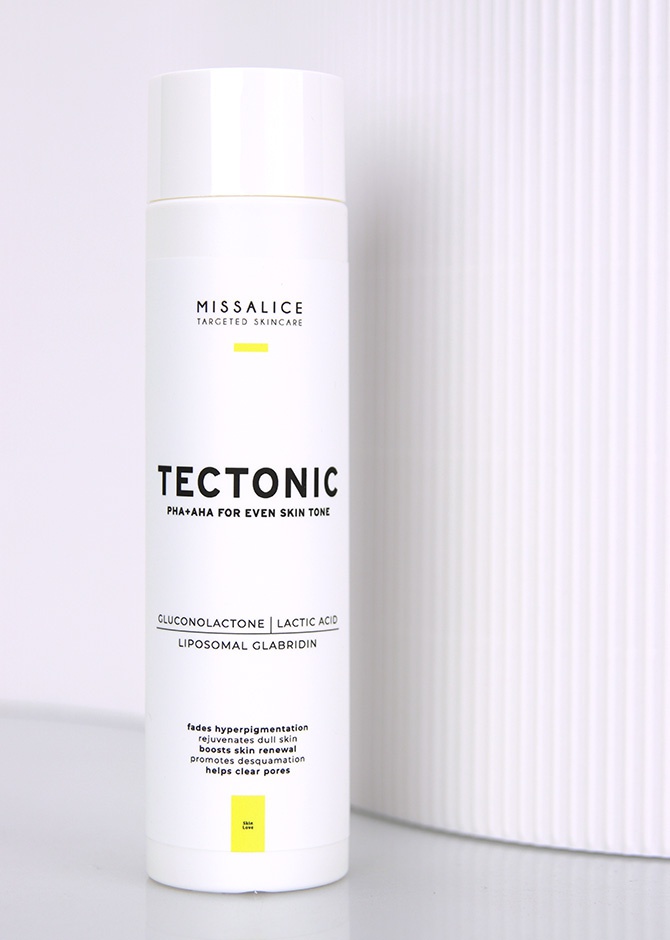 MISSALICE
TARGETED SKINCARE
TECTONIC
PHA+AHA FOR EVEN SKIN TONE
GLUCONOLACTONE | LACTIC ACID
LIPOSOMAL GLABRIDIN
fades hyperpigmentation
rejuvenates dull skin
boosts skin renewal
promotes desquamation
helps clear pores
Skin
Love